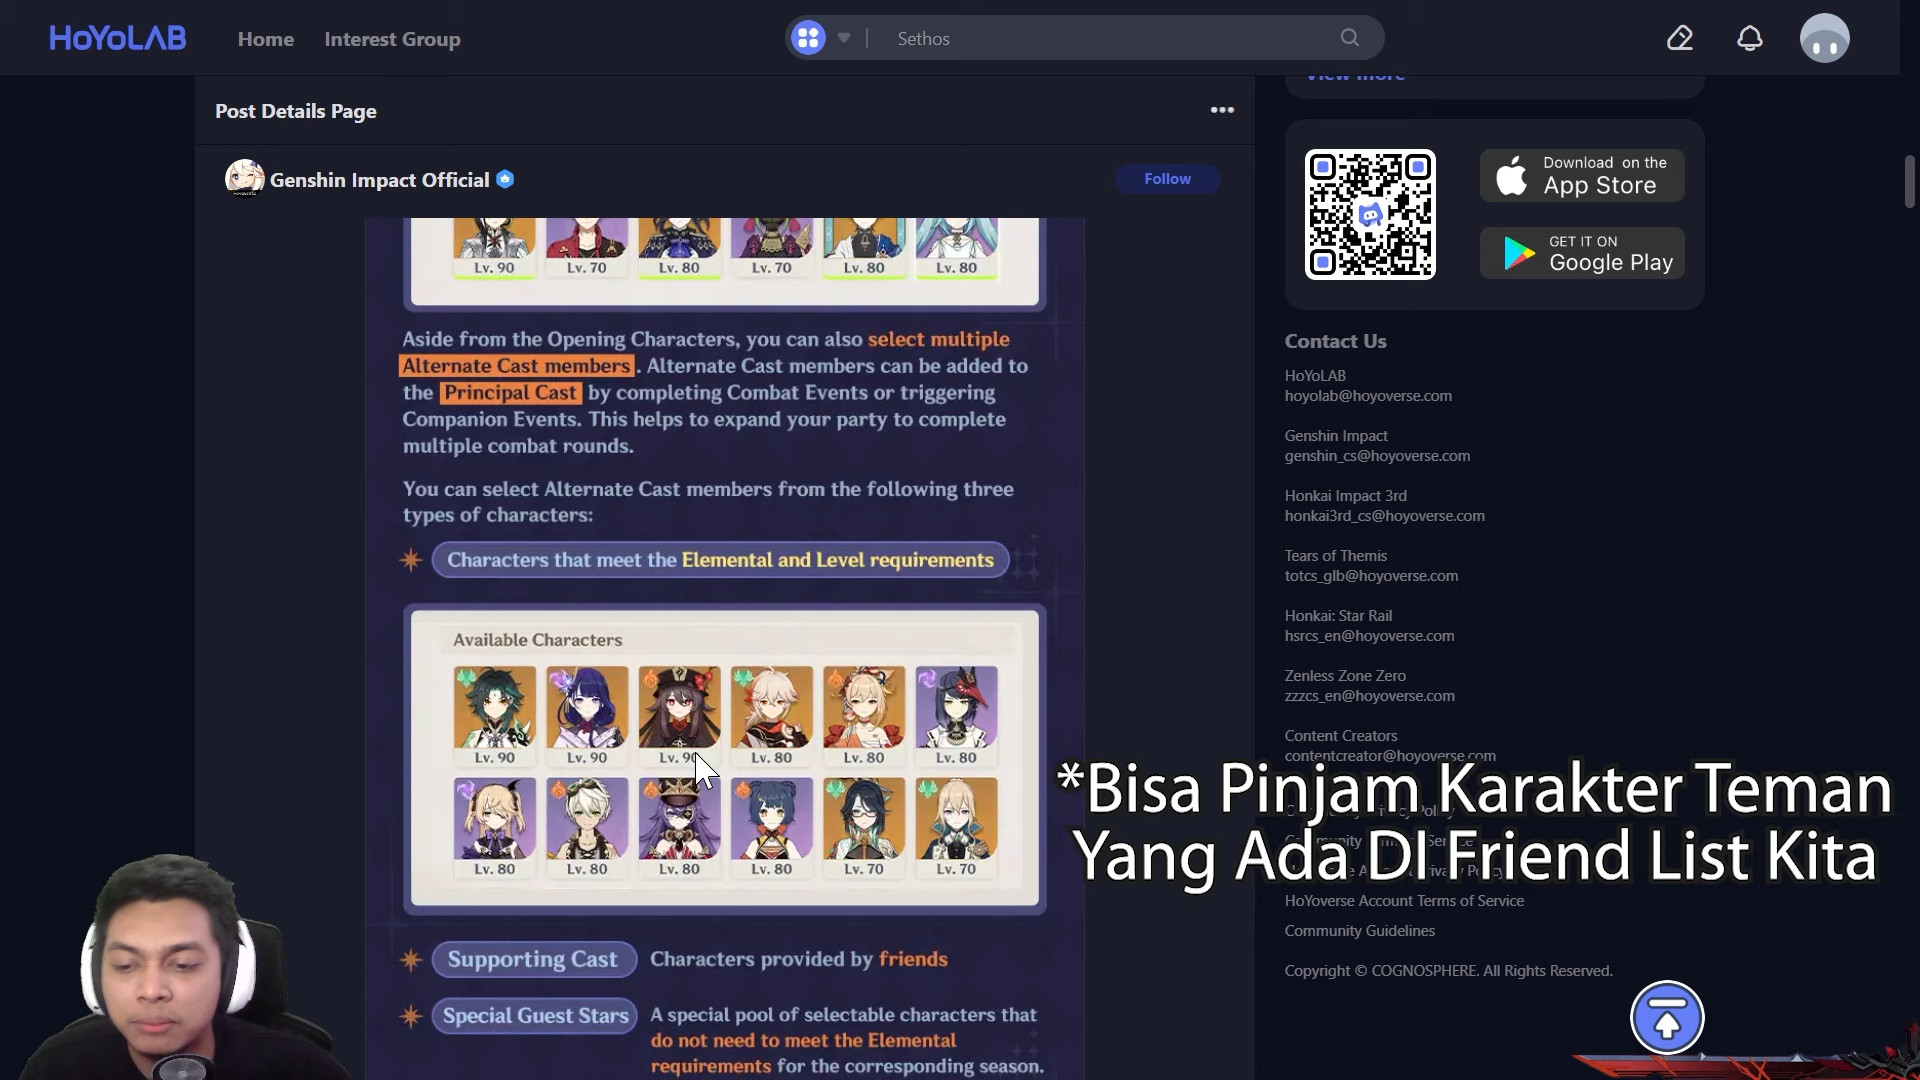 HoYoLAB
Home
Interest Group
Sethos
Post Details Page
Genshin Impact Official
Follow
Lv. 90
Lv. 70
Lv. 80
Lv. 70
Lv. 80
Lv. 80
Aside from the Opening Characters, you can also select multiple
Alternate Cast members. Alternate Cast members can be added to
the Principal Cast by completing Combat Events or triggering
Companion Events. This helps to expand your party to complete
multiple combat rounds.
You can select Alternate Cast members from the following three
types of characters:
Characters that meet the Elemental and Level requirements
Available Characters
Lv. 90
Lv. 90
Lv. 90
Lv. 80
Lv. 80
Lv. 80
Lv. 80
Lv. 80
Lv. 80
Lv. 80
Lv. 70
Lv. 70
Supporting Cast
Characters provided by friends
Special Guest Stars
A special pool of selectable characters that
do not need to meet the Elemental
requirements for the corresponding season.
View more
Download on the
App Store
GET IT ON
Google Play
Contact Us
HoYoLAB
hoyolab@hoyoverse.com
Genshin Impact
genshin_cs@hoyoverse.com
Honkai Impact 3rd
honkai3rd_cs@hoyoverse.com
Tears of Themis
totcs_glb@hoyoverse.com
Honkai: Star Rail
hsrcs_en@hoyoverse.com
Zenless Zone Zero
zzzcs_en@hoyoverse.com
Content Creators
contentcreator@hoyoverse.com
*Bisa Pinjam Karakter Teman
Yang Ada DI Friend List Kita
HoYoverse Account Terms of Service
Community Guidelines
Copyright © COGNOSPHERE. All Rights Reserved.